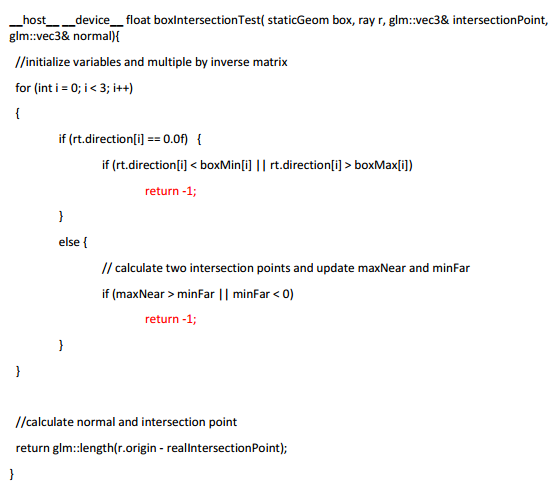 __host__ __device__ float boxIntersectionTest( staticGeom box, ray r, glm::vec3& intersectionPoint,
glm::vec3& normal){
//initialize variables and multiple by inverse matrix
for (int i = 0; i < 3; i++)
{
if (rt.direction[i] == 0.0f) {
if (rt.direction[i] < boxMin[i] || rt.direction[i] > boxMax[i])
return -1;
}
else {
// calculate two intersection points and update maxNear and minFar
if (maxNear > minFar || minFar < 0)
return -1;
}
}
//calculate normal and intersection point
return glm::length(r.origin - realIntersectionPoint);
}